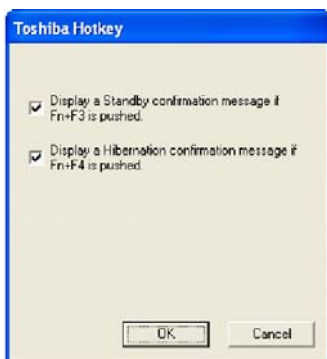 Toshiba Hotkey
Display a Standby confirmation message if
Fn+F3 is pushed.
Display a Hibernation confirmation message if
Fn+F4 is pushed.
OK
Cancel